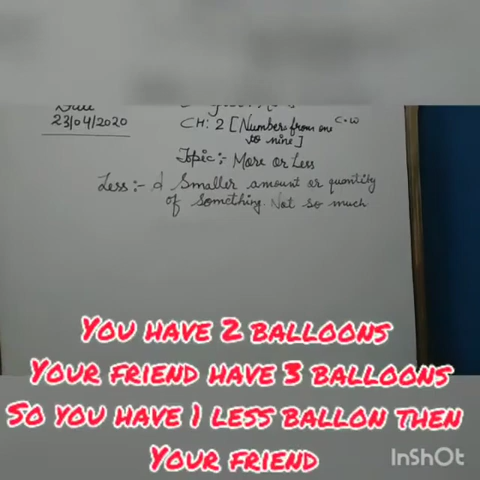 Date
23/04/2020
CH: 2 [Numbers from one C.W
to nine]
Topic:- More or Less
Less:- A Smaller amount or quantity
of something. Not so much
You have 2 balloons
Your friend have 3 balloons
So you have 1 less ballon then
Your friend
InShOt